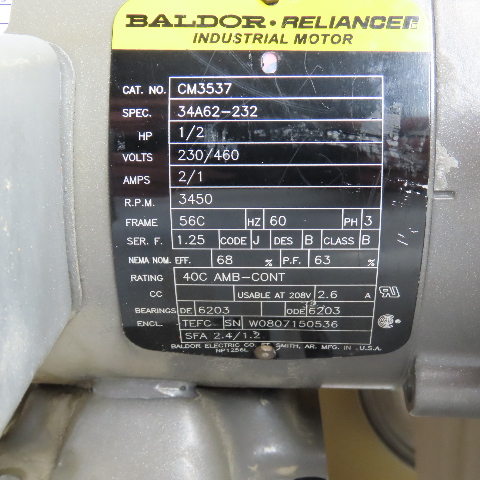 BALDOR · RELIANCER
INDUSTRIAL MOTOR
CAT. NO. CM3537
SPEC. 34A62-232
HP 1/2
VOLTS 230/460
AMPS 2/1
R.P.M. 3450
FRAME 56C HZ 60 PH 3
SER. F. 1.25 CODE J DES B CLASS B
NEMA NOM. EFF. 68 % P.F. 63 %
RATING 40C AMB-CONT
CC USABLE AT 208V 2.6 A
BEARINGS DE 6203 ODE 6203
ENCL. TEFC SN W0807150536
SFA 2.4/1.2
BALDOR ELECTRIC CO. FT. SMITH, AR. MFG. IN U.S.A.
HP1256L